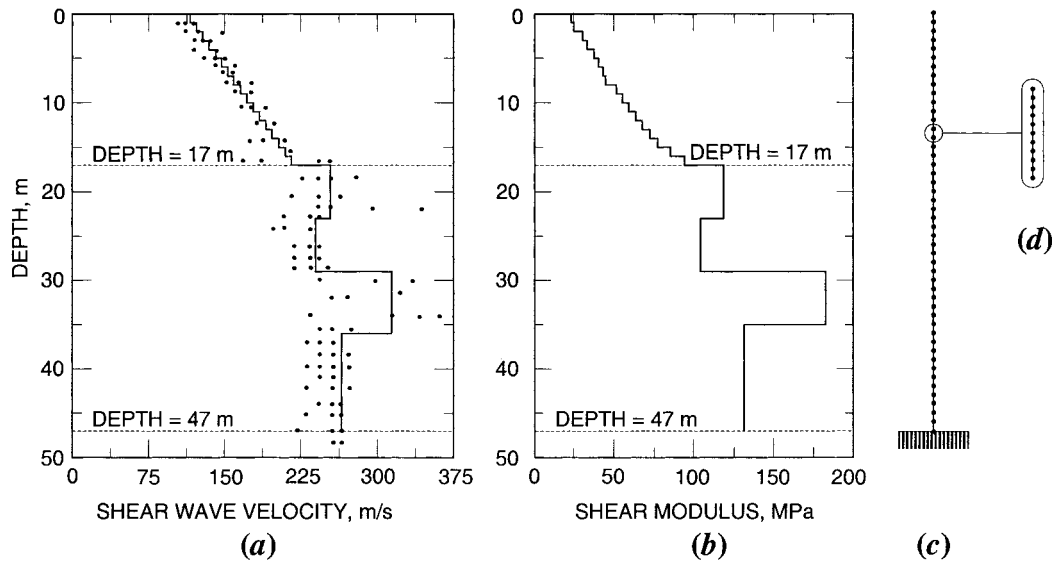 0
10
20
30
40
50
DEPTH, m
DEPTH = 17 m
DEPTH = 47 m
0 75 150 225 300 375
SHEAR WAVE VELOCITY, m/s
(a)
0
10
20
30
40
50
DEPTH = 17 m
DEPTH = 47 m
0 50 100 150 200
SHEAR MODULUS, MPa
(b)
(c)
(d)